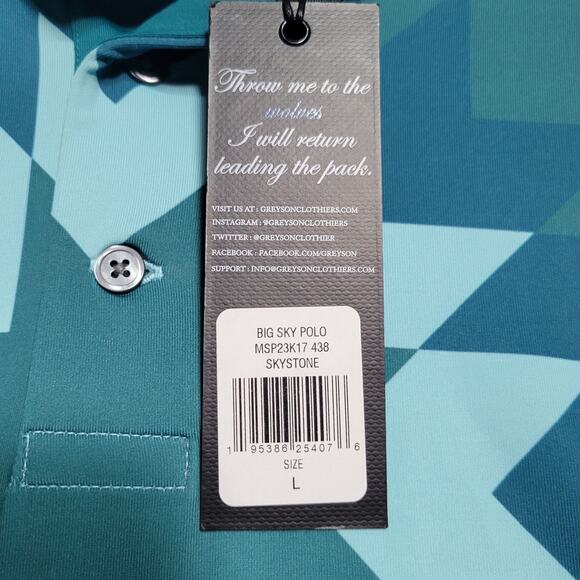 Throw me to the
wolves
I will return
leading the pack.
VISIT US AT : GREYSONCLOTHIERS.COM
INSTAGRAM : @GREYSONCLOTHIERS
TWITTER : @GREYSONCLOTHIER
FACEBOOK : FACEBOOK.COM/GREYSON
SUPPORT : INFO@GREYSONCLOTHIERS.COM
BIG SKY POLO
MSP23K17 438
SKYSTONE
1 95386 25407 6
SIZE
L